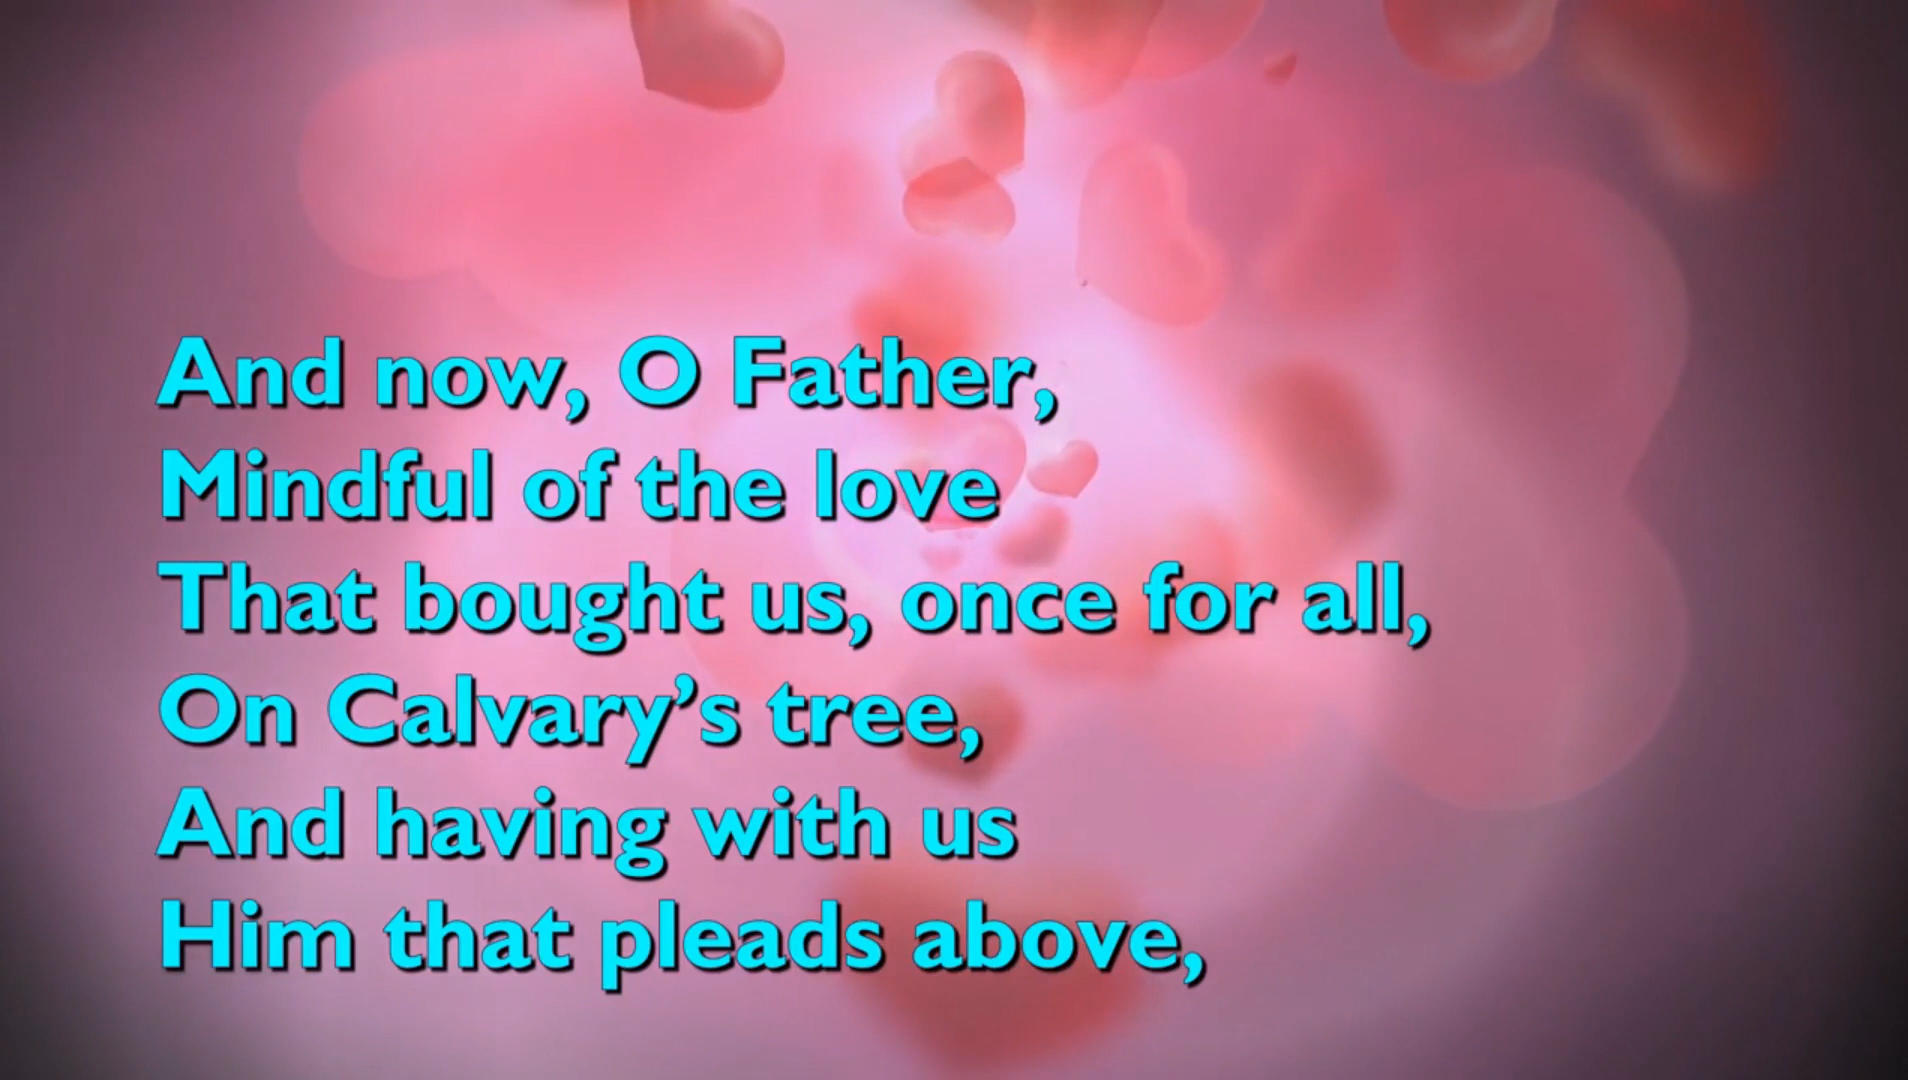 And now, O Father,
Mindful of the love
That bought us, once for all,
On Calvary’s tree,
And having with us
Him that pleads above,